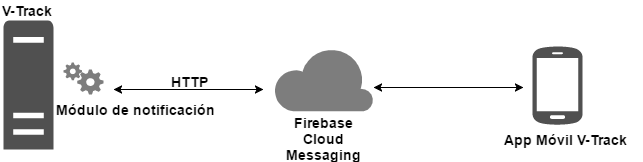 V-Track
HTTP
Módulo de notificación
Firebase
Cloud
Messaging
App Móvil V-Track